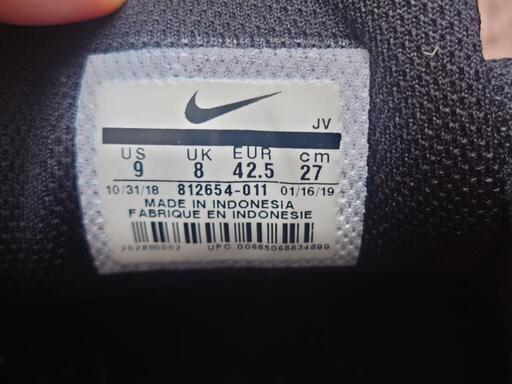 JV
US UK EUR cm
9 8 42.5 27
10/31/18 812654-011 01/16/19
MADE IN INDONESIA
FABRIQUE EN INDONESIE
202890002 UPC 00685068834899